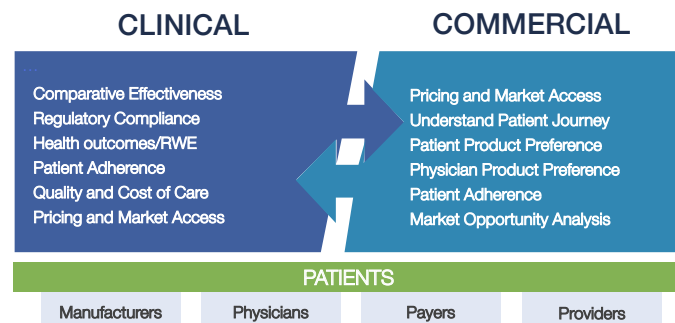 CLINICAL
COMMERCIAL
...
Comparative Effectiveness
Regulatory Compliance
Health outcomes/RWE
Patient Adherence
Quality and Cost of Care
Pricing and Market Access
Pricing and Market Access
Understand Patient Journey
Patient Product Preference
Physician Product Preference
Patient Adherence
Market Opportunity Analysis
PATIENTS
Manufacturers
Physicians
Payers
Providers